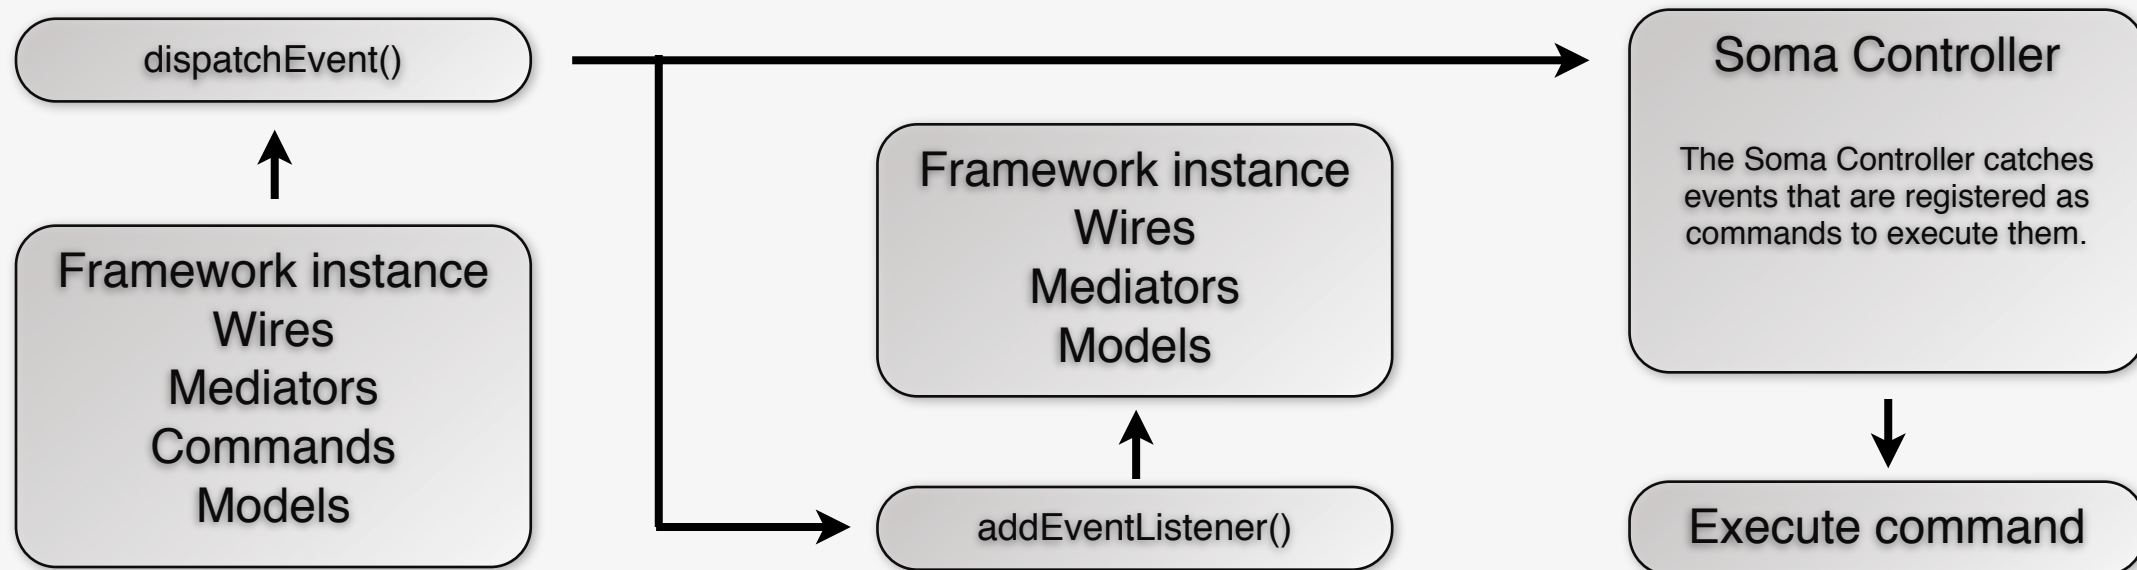 dispatchEvent()
Framework instance
Wires
Mediators
Commands
Models
Framework instance
Wires
Mediators
Models
addEventListener()
Soma Controller
The Soma Controller catches
events that are registered as
commands to execute them.
Execute command